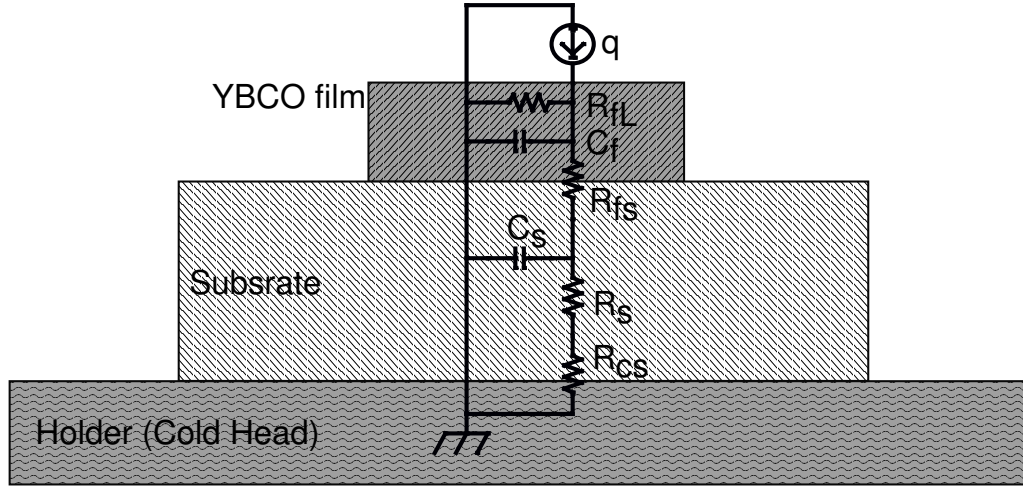 q
YBCO film
RfL
Cf
Rfs
Cs
Subsrate
Rs
Rcs
Holder (Cold Head)